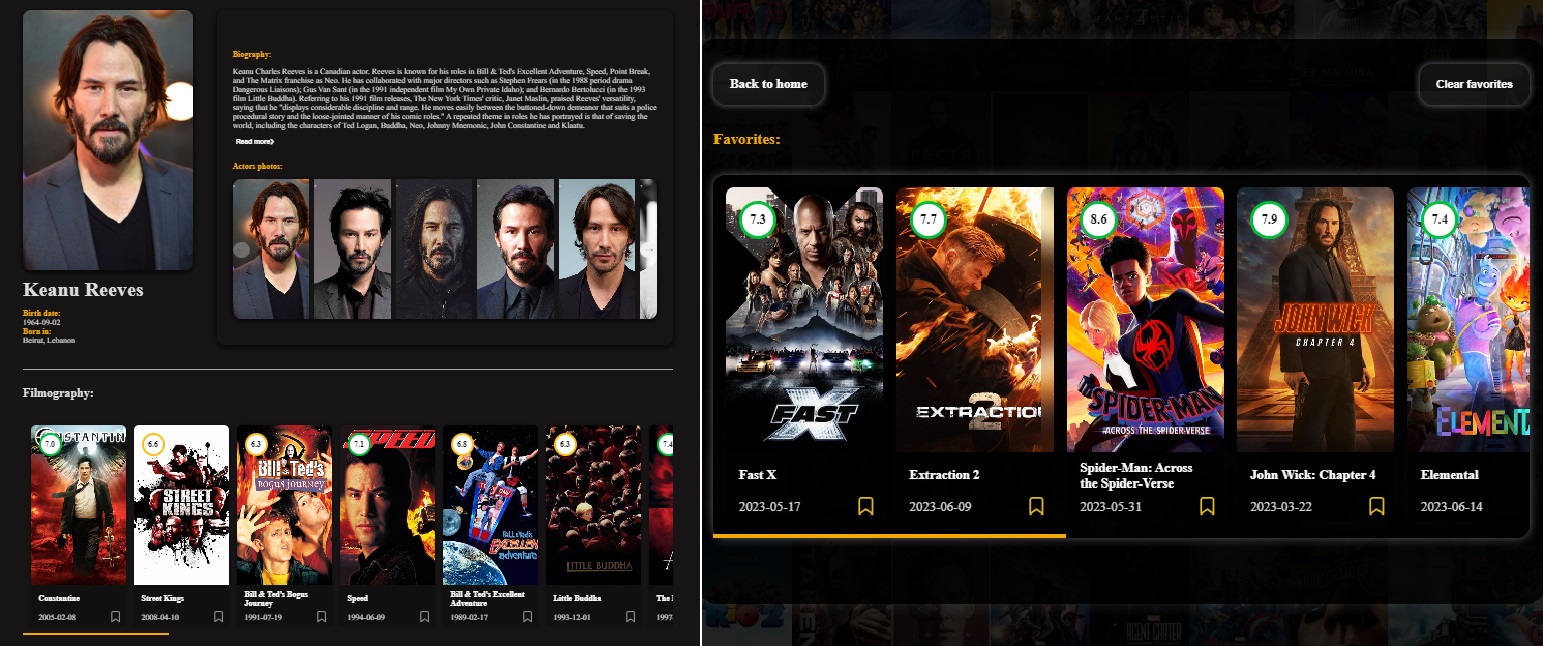 Biography:
Keanu Charles Reeves is a Canadian actor. Reeves is known for his roles in Bill & Ted's Excellent Adventure, Speed, Point Break,
and The Matrix franchise as Neo. He has collaborated with major directors such as Stephen Frears (in the 1988 period drama
Dangerous Liaisons); Gus Van Sant (in the 1991 independent film My Own Private Idaho); and Bernardo Bertolucci (in the 1993
film Little Buddha). Referring to his 1991 film releases, The New York Times' critic, Janet Maslin, praised Reeves' versatility,
saying that he "displays considerable discipline and range. He moves easily between the buttoned-down demeanor that suits a police
procedural story and the loose-jointed manner of his comic roles." A repeated theme in roles he has portrayed is that of saving the
world, including the characters of Ted Logan, Buddha, Neo, Johnny Mnemonic, John Constantine and Klaatu.
Read more
Actors photos:
Keanu Reeves
Birth date:
1964-09-02
Born in:
Beirut, Lebanon
Filmography:
7.0
6.6
6.3
7.1
6.8
6.3
7.4
STREET
KINGS
Bill & Ted's
BOGUS JOURNEY
SPEED
Bill & Ted's
EXCELLENT
adventure
LITTLE BUDDHA
Constantine
2005-02-08
Street Kings
2008-04-10
Bill & Ted's Bogus
Journey
1991-07-19
Speed
1994-06-09
Bill & Ted's Excellent
Adventure
1989-02-17
Little Buddha
1993-12-01
The
1997-
Back to home
Clear favorites
Favorites:
7.3
7.7
8.6
7.9
7.4
FAST X
EXTRACTION
2
SPIDER-MAN
ACROSS THE SPIDER-VERSE
JOHN WICK
CHAPTER 4
ELEMENT
Fast X
2023-05-17
Extraction 2
2023-06-09
Spider-Man: Across
the Spider-Verse
2023-05-31
John Wick: Chapter 4
2023-03-22
Elemental
2023-06-14
AGENT CARTER